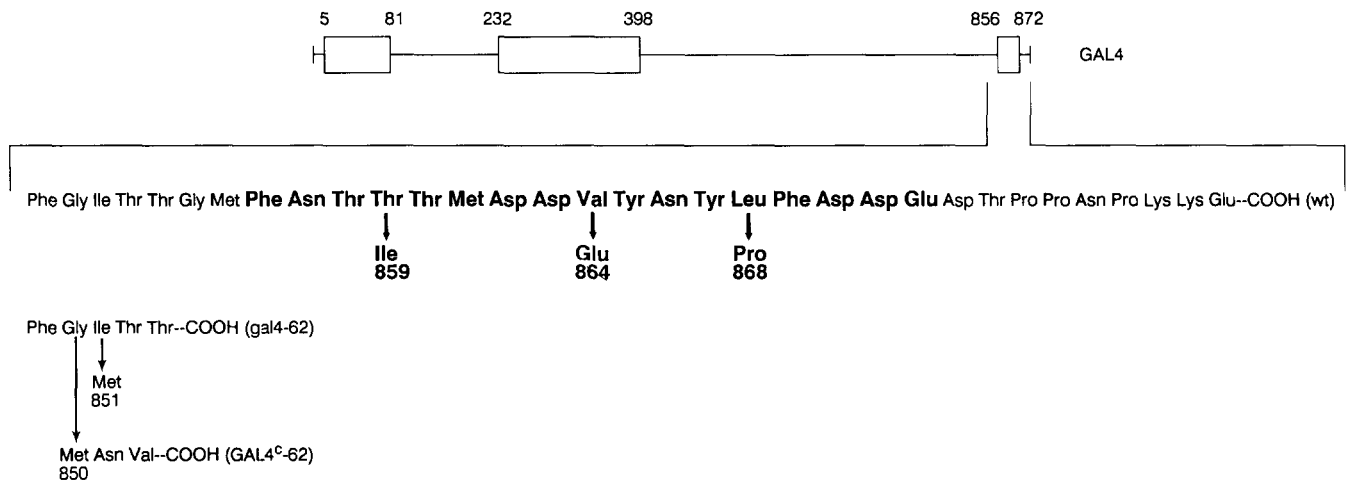 5 81 232 398 856 872
GAL4
Phe Gly Ile Thr Thr Gly Met Phe Asn Thr Thr Thr Met Asp Asp Val Tyr Asn Tyr Leu Phe Asp Asp Glu Asp Thr Pro Pro Asn Pro Lys Lys Glu--COOH (wt)
Ile Glu Pro
859 864 868
Phe Gly Ile Thr Thr--COOH (gal4-62)
Met
851
Met Asn Val--COOH (GAL4c-62)
850